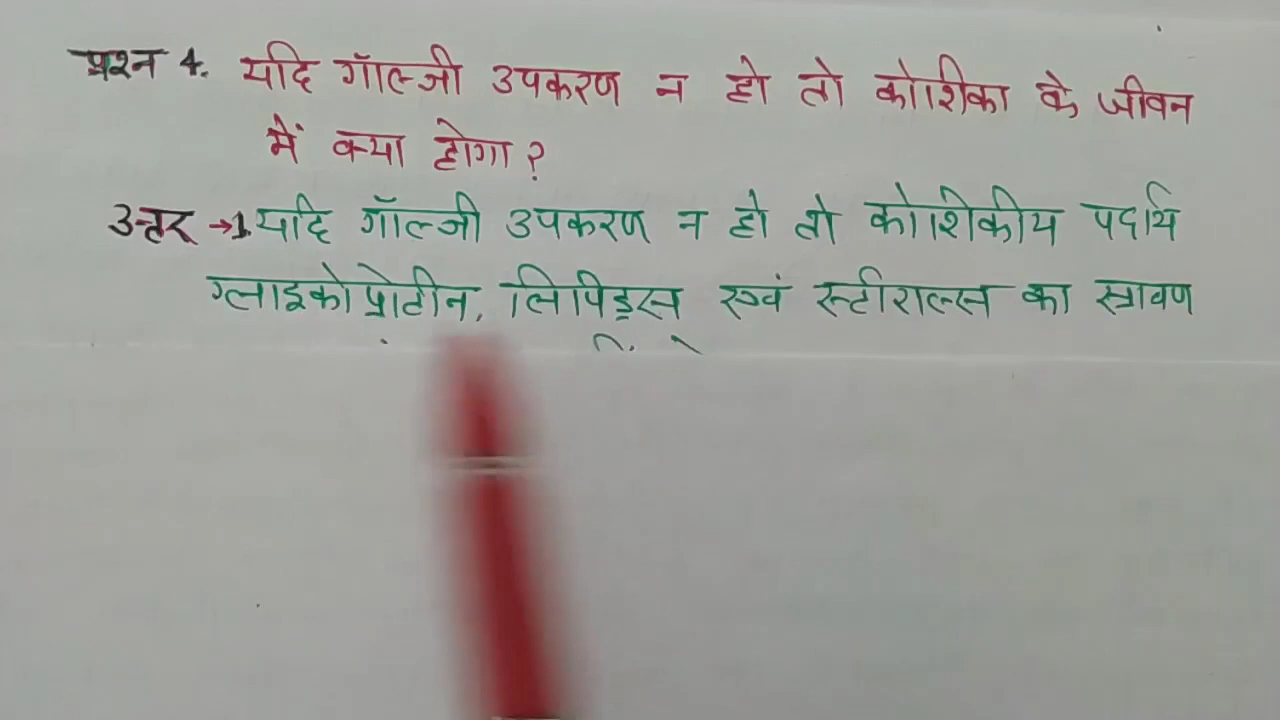 प्रश्न 4. यदि गॉल्जी उपकरण न हो तो कोशिका के जीवन
में क्या होगा ?
उत्तर →1. यदि गॉल्जी उपकरण न हो तो कोशिकीय पदार्थ
ग्लाइकोप्रोटीन, लिपिड्स एवं स्टीराल्स का स्रावण